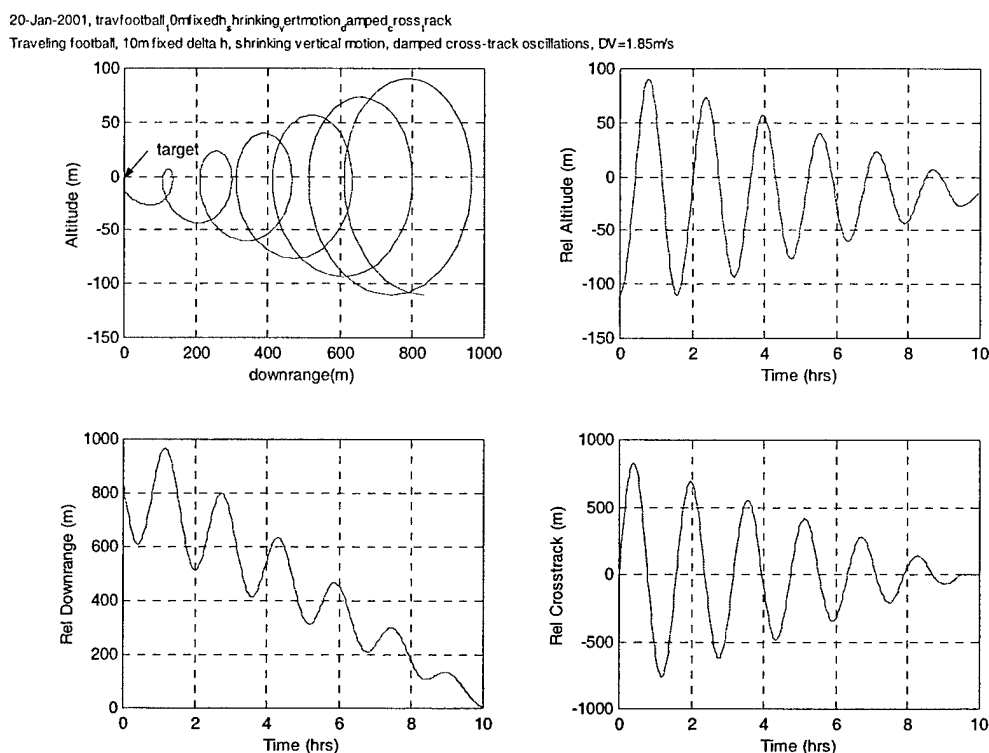 20-Jan-2001, travfootball_10mfixedh_shrinking_vertmotion_damped_cross_track
Traveling football, 10m fixed delta h, shrinking vertical motion, damped cross-track oscillations, DV=1.85m/s
100
50
0
-50
-100
-150
Altitude (m)
target
0 200 400 600 800 1000
downrange(m)
100
50
0
-50
-100
-150
Rel Altitude (m)
0 2 4 6 8 10
Time (hrs)
1000
800
600
400
200
0
Rel Downrange (m)
0 2 4 6 8 10
Time (hrs)
1000
500
0
-500
-1000
Rel Crosstrack (m)
0 2 4 6 8 10
Time (hrs)